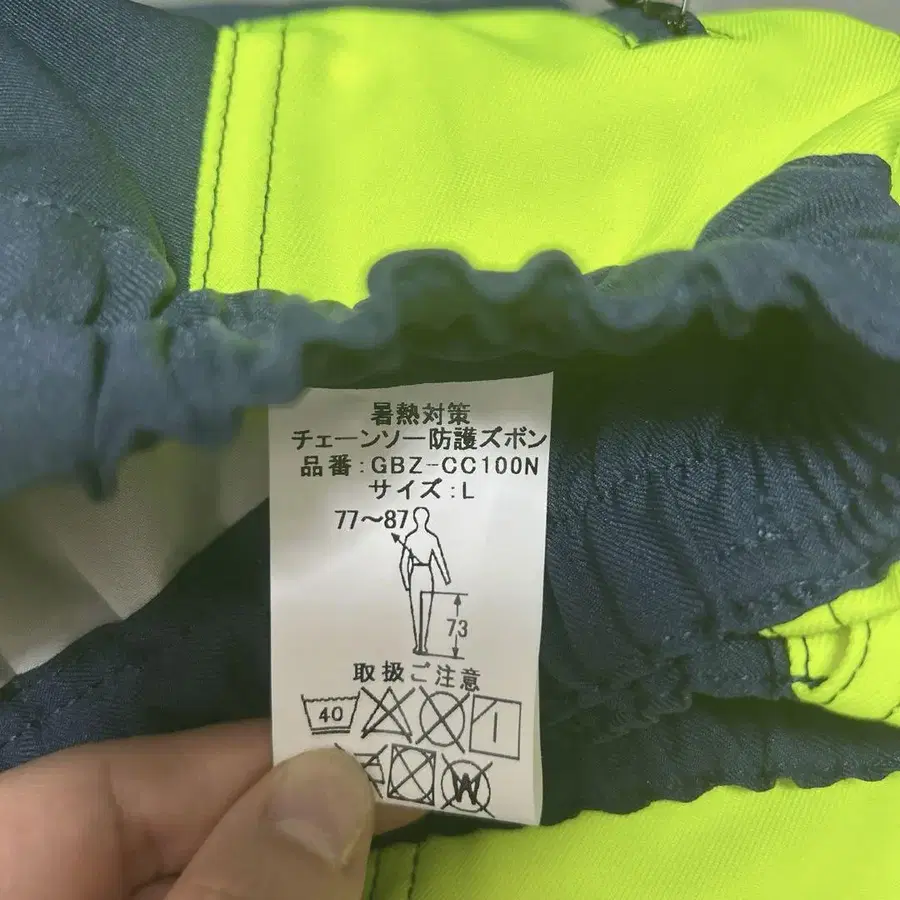 暑熱対策
チェーンソー防護ズボン
品番:GBZ-CC100N
サイズ:L
77～87
73
取扱ご注意
40
W